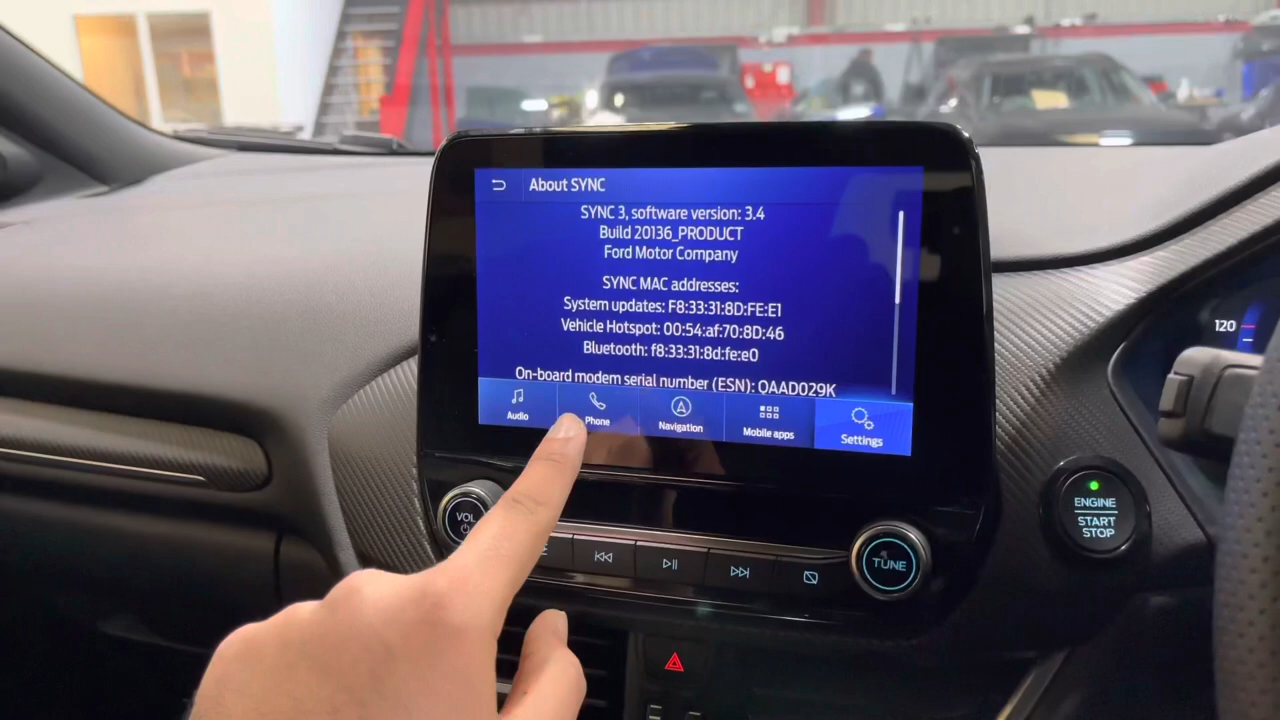 About SYNC
SYNC 3, software version: 3.4
Build 20136_PRODUCT
Ford Motor Company
SYNC MAC addresses:
System updates: F8:33:31:8D:FE:E1
Vehicle Hotspot: 00:54:af:70:8D:46
Bluetooth: f8:33:31:8d:fe:e0
On-board modem serial number (ESN): QAAD029K
Audio
Phone
Navigation
Mobile apps
Settings
120
VOL
TUNE
ENGINE
START
STOP